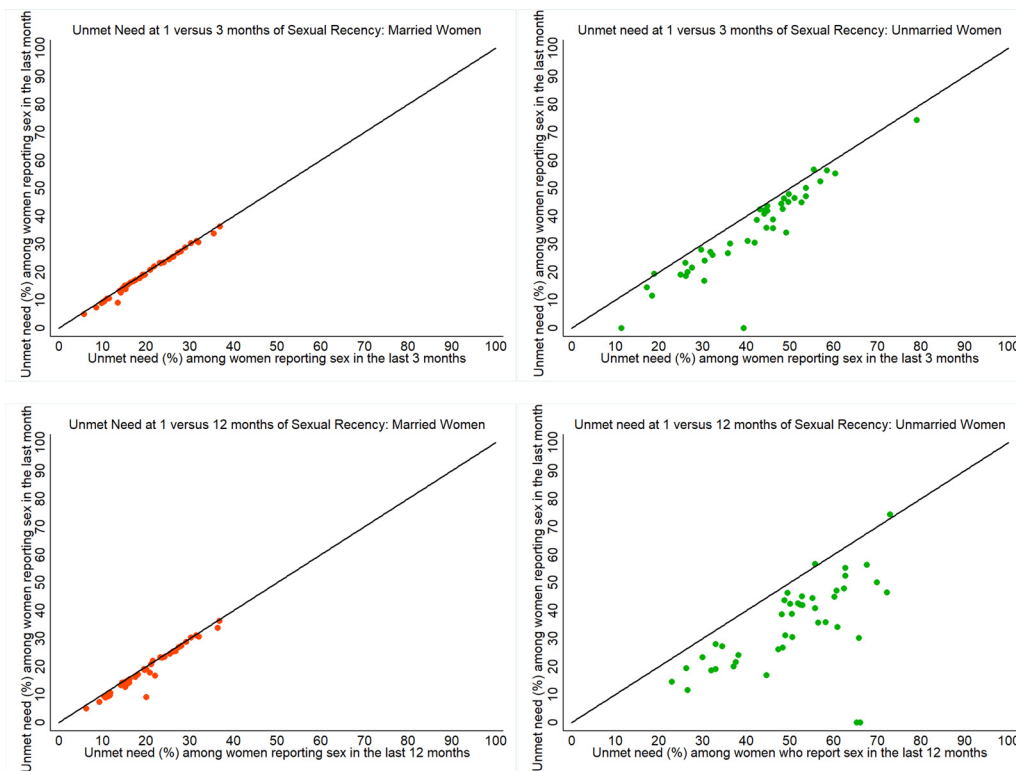 Unmet Need at 1 versus 3 months of Sexual Recency: Married Women
Unmet need (%) among women reporting sex in the last month
100
90
80
70
60
50
40
30
20
10
0
0 10 20 30 40 50 60 70 80 90 100
Unmet need (%) among women reporting sex in the last 3 months
Unmet need at 1 versus 3 months of Sexual Recency: Unmarried Women
Unmet need (%) among women reporting sex in the last month
100
90
80
70
60
50
40
30
20
10
0
0 10 20 30 40 50 60 70 80 90 100
Unmet need (%) among women reporting sex in the last 3 months
Unmet Need at 1 versus 12 months of Sexual Recency: Married Women
Unmet need (%) among women reporting sex in the last month
100
90
80
70
60
50
40
30
20
10
0
0 10 20 30 40 50 60 70 80 90 100
Unmet need (%) among women reporting sex in the last 12 months
Unmet need at 1 versus 12 months of Sexual Recency: Unmarried Women
Unmet need (%) among women reporting sex in the last month
100
90
80
70
60
50
40
30
20
10
0
0 10 20 30 40 50 60 70 80 90 100
Unmet need (%) among women who report sex in the last 12 months